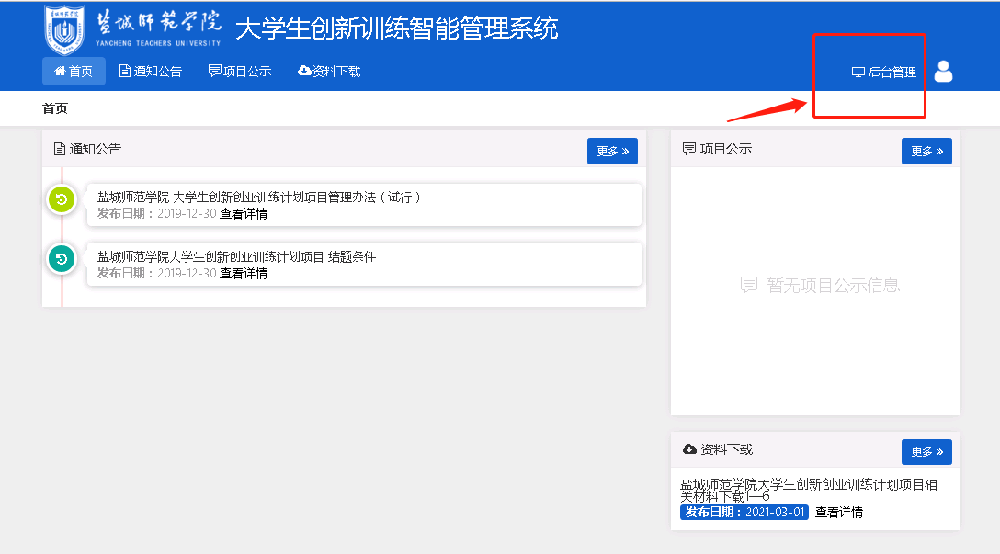 盐城师范学院
YANCHENG TEACHERS UNIVERSITY
大学生创新训练智能管理系统
首页
通知公告
项目公示
资料下载
后台管理
首页
通知公告
更多 »
盐城师范学院 大学生创新创业训练计划项目管理办法（试行）
发布日期：2019-12-30 查看详情
盐城师范学院大学生创新创业训练计划项目 结题条件
发布日期：2019-12-30 查看详情
项目公示
更多 »
暂无项目公示信息
资料下载
更多 »
盐城师范学院大学生创新创业训练计划项目相
关材料下载1—6
发布日期：2021-03-01 查看详情